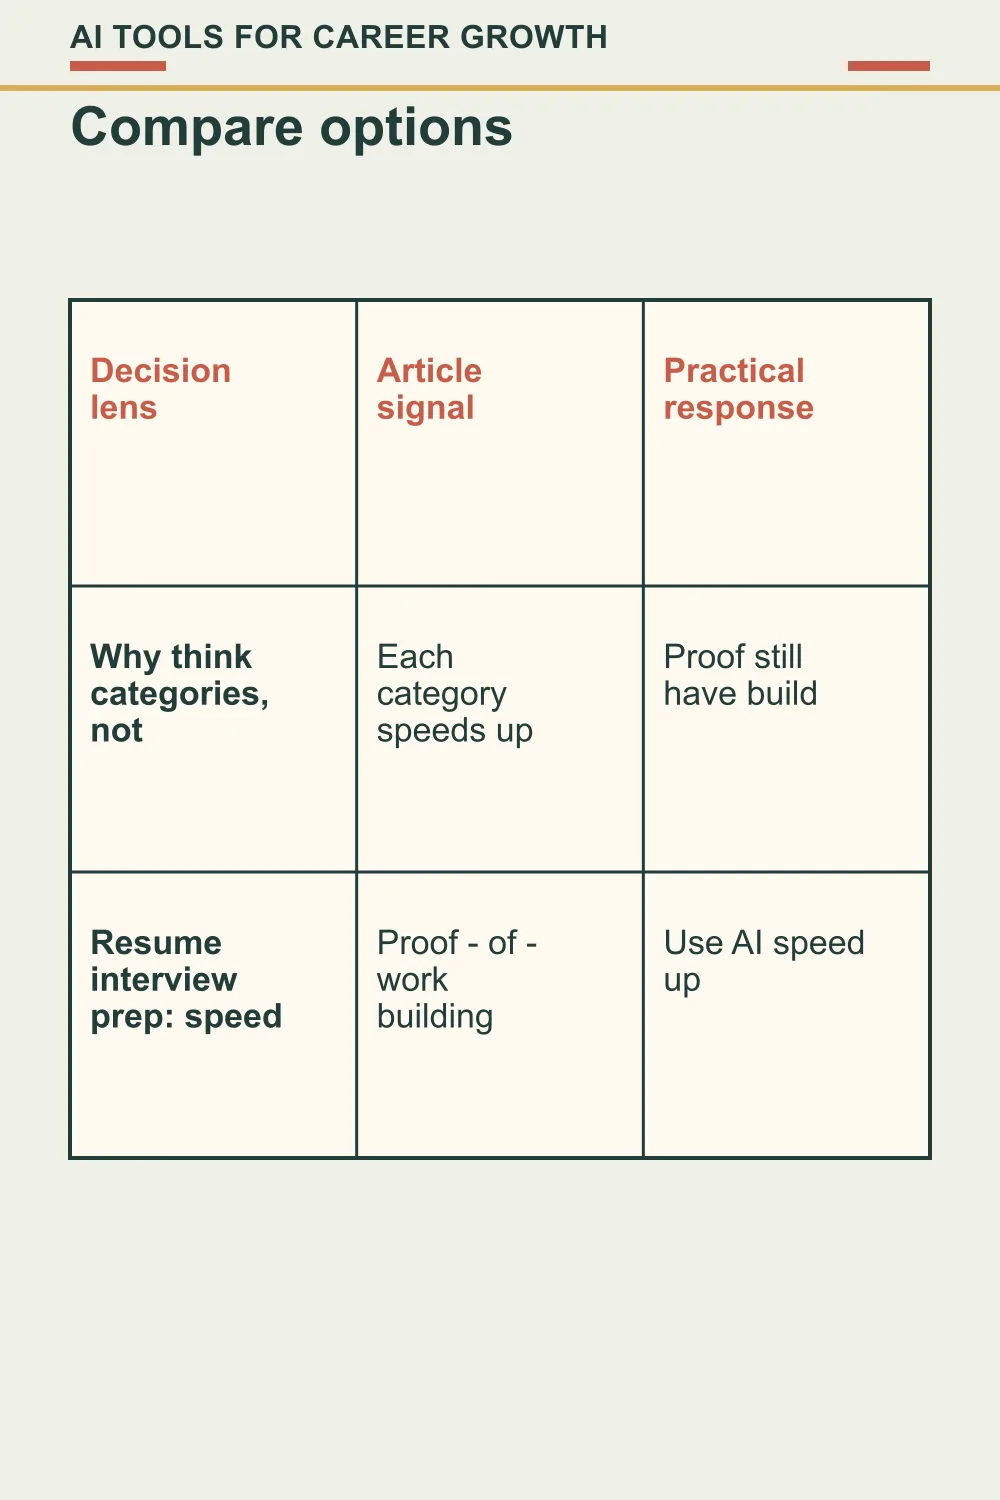 AI TOOLS FOR CAREER GROWTH
Compare options
Decision
lens
Article
signal
Practical
response
Why think
categories,
not
Each
category
speeds up
Proof still
have build
Resume
interview
prep: speed
Proof - of -
work
building
Use AI speed
up